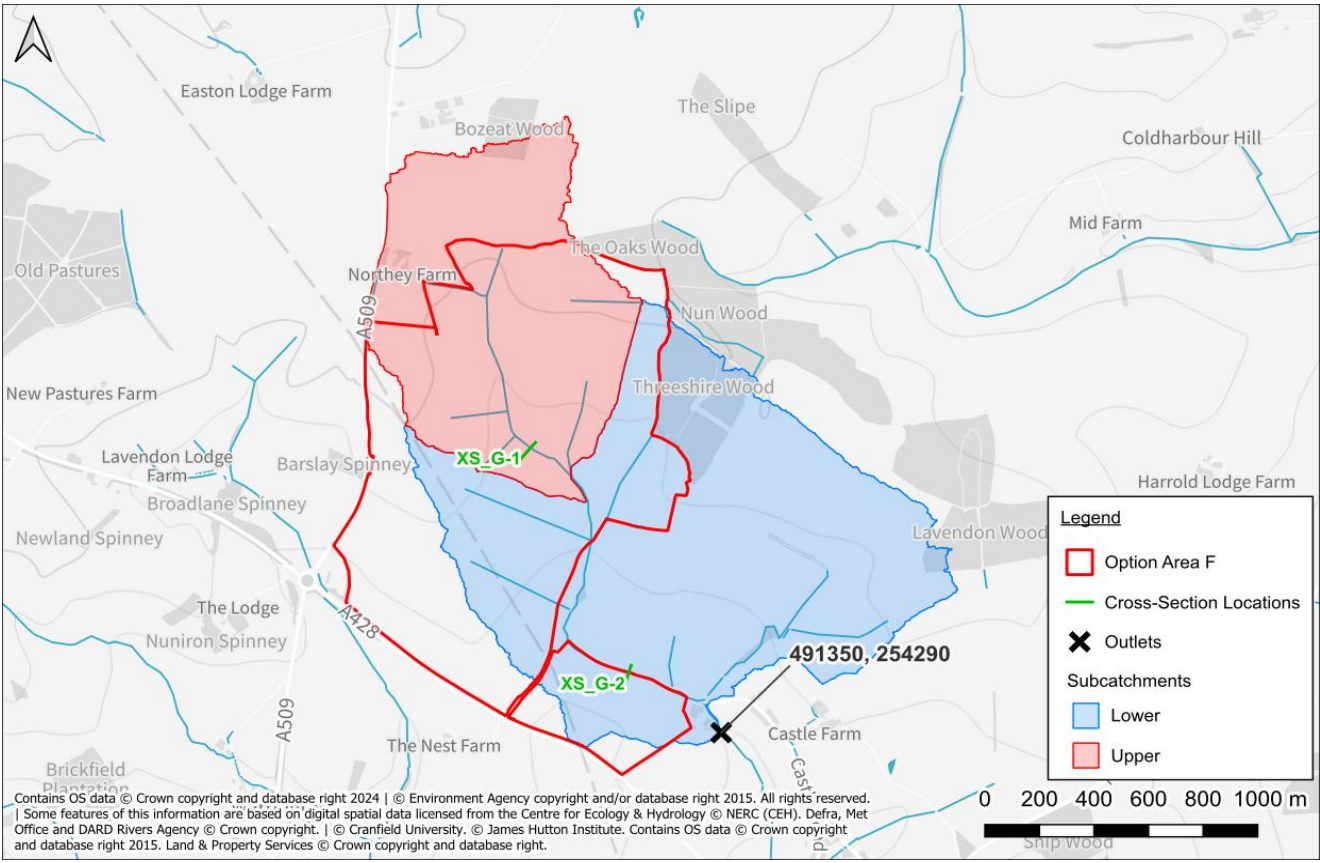 Easton Lodge Farm
The Slipe
Bozeat Wood
Coldharbour Hill
Mid Farm
The Oaks Wood
Old Pastures
Northey Farm
A509
Nun Wood
Threeshire Wood
New Pastures Farm
XS_G-1
Lavendon Lodge
Farm
Barslay Spinney
Harrold Lodge Farm
Broadlane Spinney
Newland Spinney
Lavendon Wood
The Lodge
A428
Nuniron Spinney
491350, 254290
XS_G-2
A509
The Nest Farm
Castle Farm
Brickfield
Plantation
Legend
Option Area F
Cross-Section Locations
Outlets
Subcatchments
Lower
Upper
0 200 400 600 800 1000 m
Ship Wood
Contains OS data © Crown copyright and database right 2024 | © Environment Agency copyright and/or database right 2015. All rights reserved.
| Some features of this information are based on digital spatial data licensed from the Centre for Ecology & Hydrology © NERC (CEH). Defra, Met
Office and DARD Rivers Agency © Crown copyright. | © Cranfield University. © James Hutton Institute. Contains OS data © Crown copyright
and database right 2015. Land & Property Services © Crown copyright and database right.